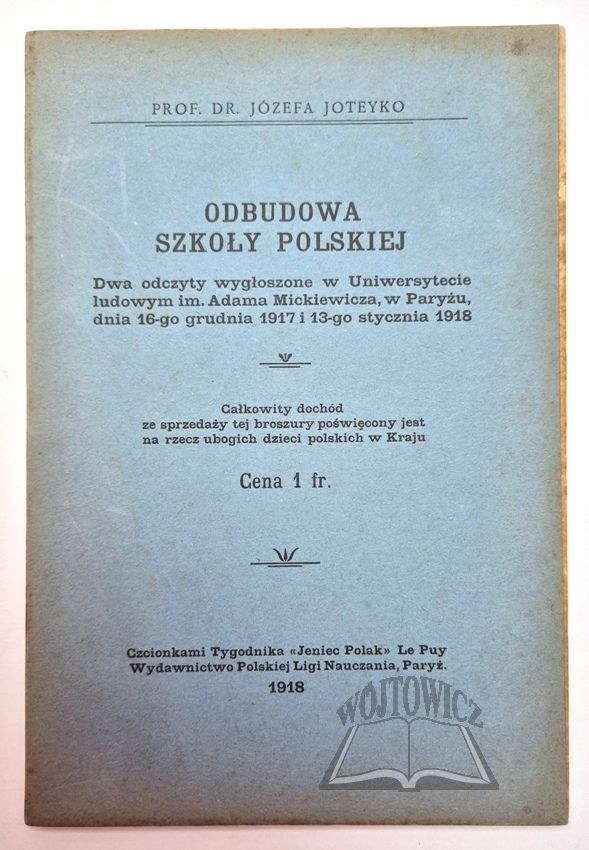 PROF. DR. JÓZEFA JOTEYKO
ODBUDOWA
SZKOŁY POLSKIEJ
Dwa odczyty wygłoszone w Uniwersytecie
ludowym im. Adama Mickiewicza, w Paryżu,
dnia 16-go grudnia 1917 i 13-go stycznia 1918
Całkowity dochód
ze sprzedaży tej broszury poświęcony jest
na rzecz ubogich dzieci polskich w Kraju
Cena 1 fr.
Czcionkami Tygodnika «Jeniec Polak» Le Puy
Wydawnictwo Polskiej Ligi Nauczania, Paryż.
1918
WÓJTOWICZ